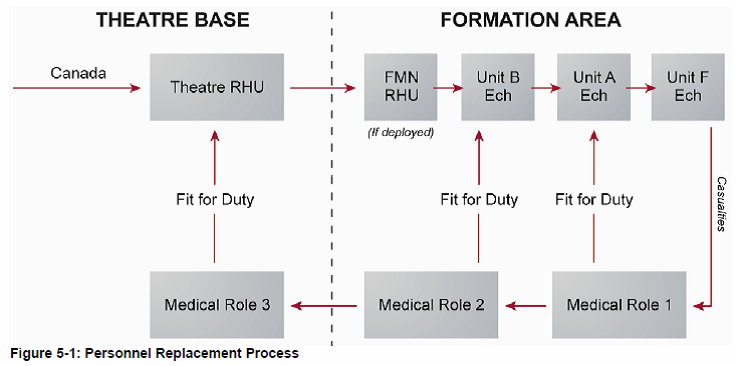 THEATRE BASE
FORMATION AREA
Canada
Theatre RHU
FMN
RHU
(If deployed)
Unit B
Ech
Unit A
Ech
Unit F
Ech
Casualties
Fit for Duty
Fit for Duty
Fit for Duty
Medical Role 3
Medical Role 2
Medical Role 1
Figure 5-1: Personnel Replacement Process